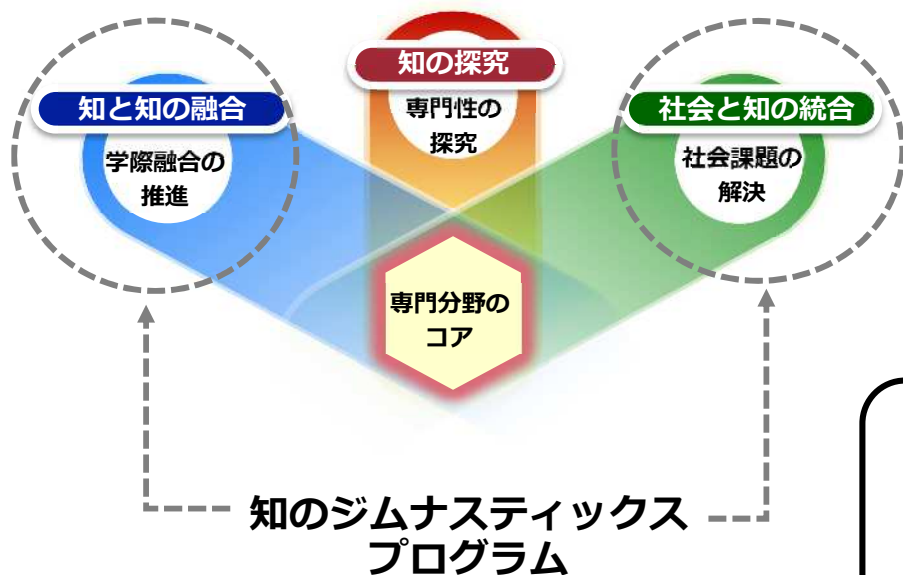 知の探究
専門性の
探究
知と知の融合
学際融合の
推進
社会と知の統合
社会課題の
解決
専門分野の
コア
知のジムナスティックス
プログラム